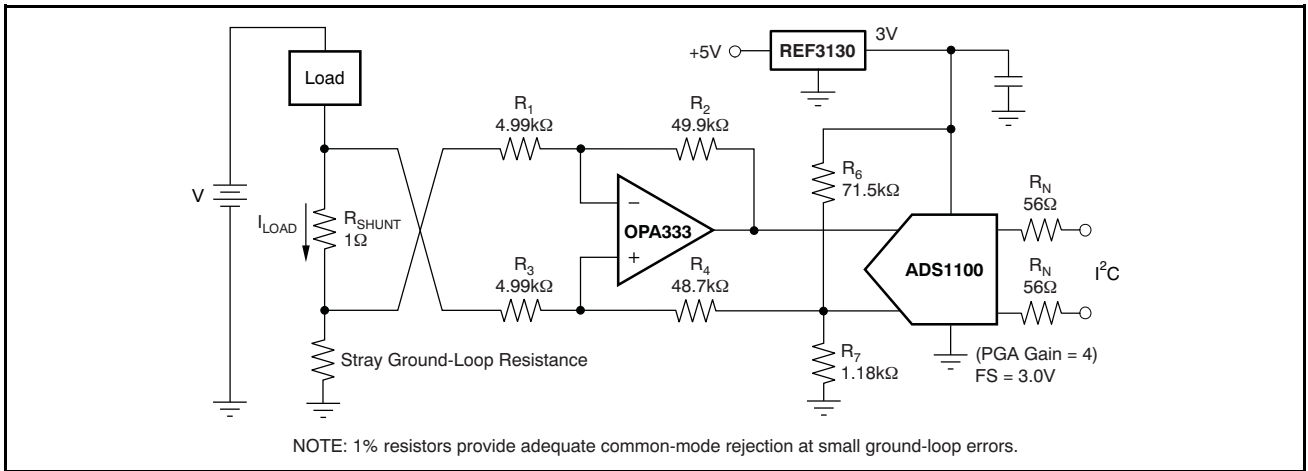 +5V
REF3130
3V
Load
R1
4.99kΩ
R2
49.9kΩ
R6
71.5kΩ
V
ILOAD
RSHUNT
1Ω
−
OPA333
+
R3
4.99kΩ
R4
48.7kΩ
ADS1100
RN
56Ω
RN
56Ω
I²C
Stray Ground-Loop Resistance
R7
1.18kΩ
(PGA Gain = 4)
FS = 3.0V
NOTE: 1% resistors provide adequate common-mode rejection at small ground-loop errors.